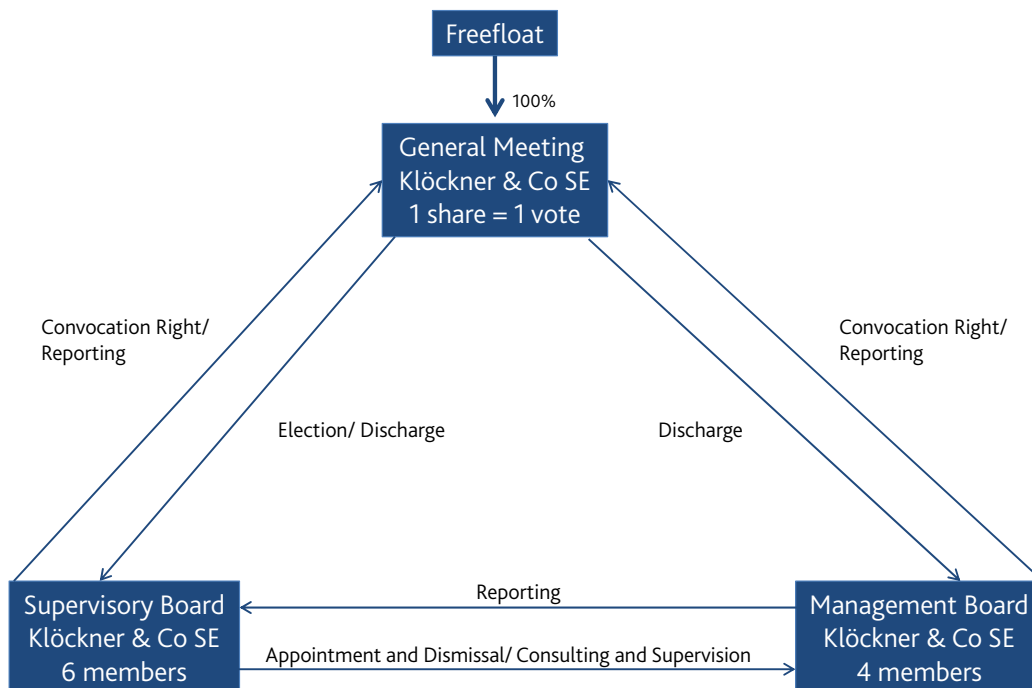 Freefloat
100%
General Meeting
Klöckner & Co SE
1 share = 1 vote
Convocation Right/
Reporting
Convocation Right/
Reporting
Election/ Discharge
Discharge
Supervisory Board
Klöckner & Co SE
6 members
Reporting
Appointment and Dismissal/ Consulting and Supervision
Management Board
Klöckner & Co SE
4 members